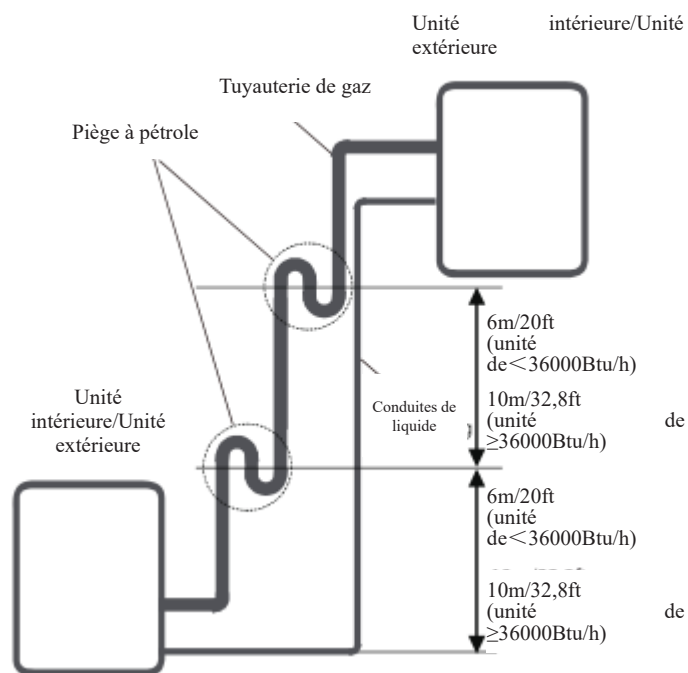 Unité intérieure/Unité
extérieure
Tuyauterie de gaz
Piège à pétrole
6m/20ft
(unité
de<36000Btu/h)
10m/32,8ft
(unité de
≥36000Btu/h)
Conduites de
liquide
Unité
intérieure/Unité
extérieure
6m/20ft
(unité
de<36000Btu/h)
10m/32,8ft
(unité de
≥36000Btu/h)